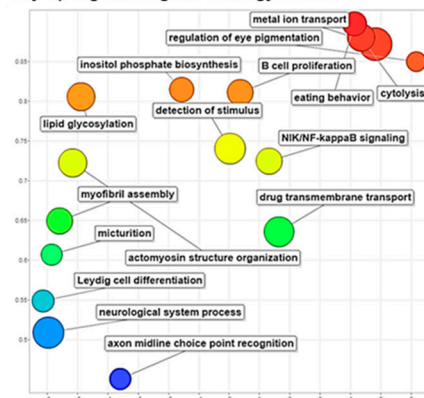 metal ion transport
regulation of eye pigmentation
inositol phosphate biosynthesis
B cell proliferation
eating behavior
cytolysis
detection of stimulus
lipid glycosylation
NIK/NF-kappaB signaling
myofibril assembly
drug transmembrane transport
micturition
actomyosin structure organization
Leydig cell differentiation
neurological system process
axon midline choice point recognition
0.8
0.75
0.7
0.65
0.6
0.55
0.5